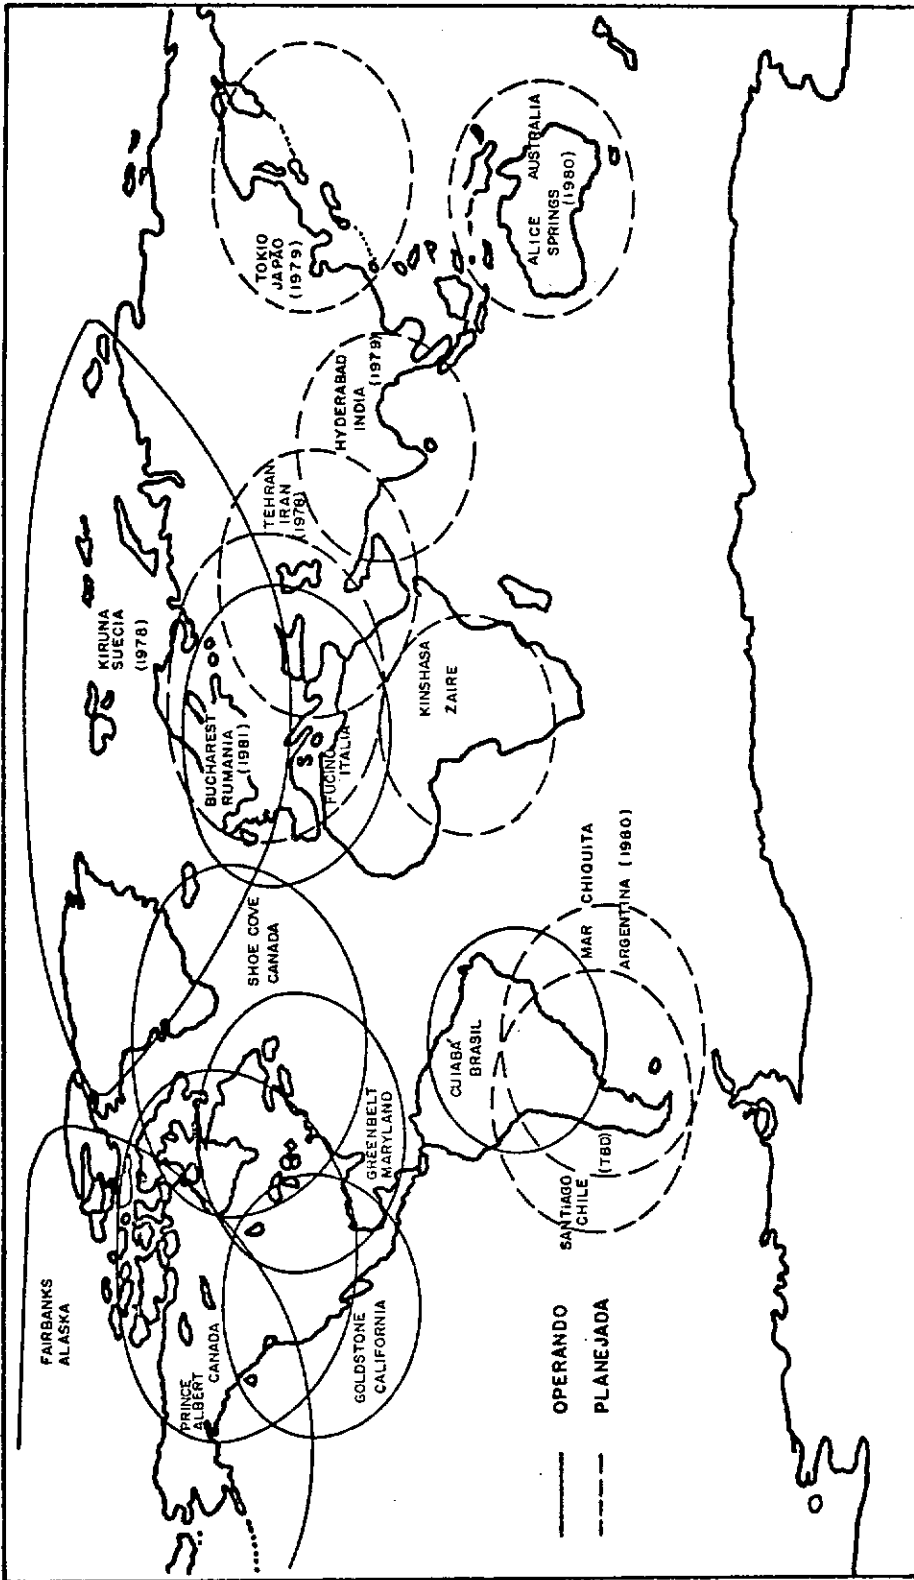 FAIRBANKS
ALASKA
PRINCE
ALBERT
CANADA
GOLDSTONE
CALIFORNIA
GREENBELT
MARYLAND
SHOE COVE
CANADA
KIRUNA
SUECIA
(1978)
BUCHAREST
RUMANIA
(1981)
FUCINO
ITALIA
TEHRAN
IRAN
(1978)
HYDERABAD
INDIA
(1979)
TOKIO
JAPÃO
(1979)
KINSHASA
ZAIRE
ALICE AUSTRALIA
SPRINGS
(1980)
CUIABÁ
BRASIL
MAR CHIQUITA
ARGENTINA (1980)
SANTIAGO
CHILE
(TBD)
OPERANDO
PLANEJADA